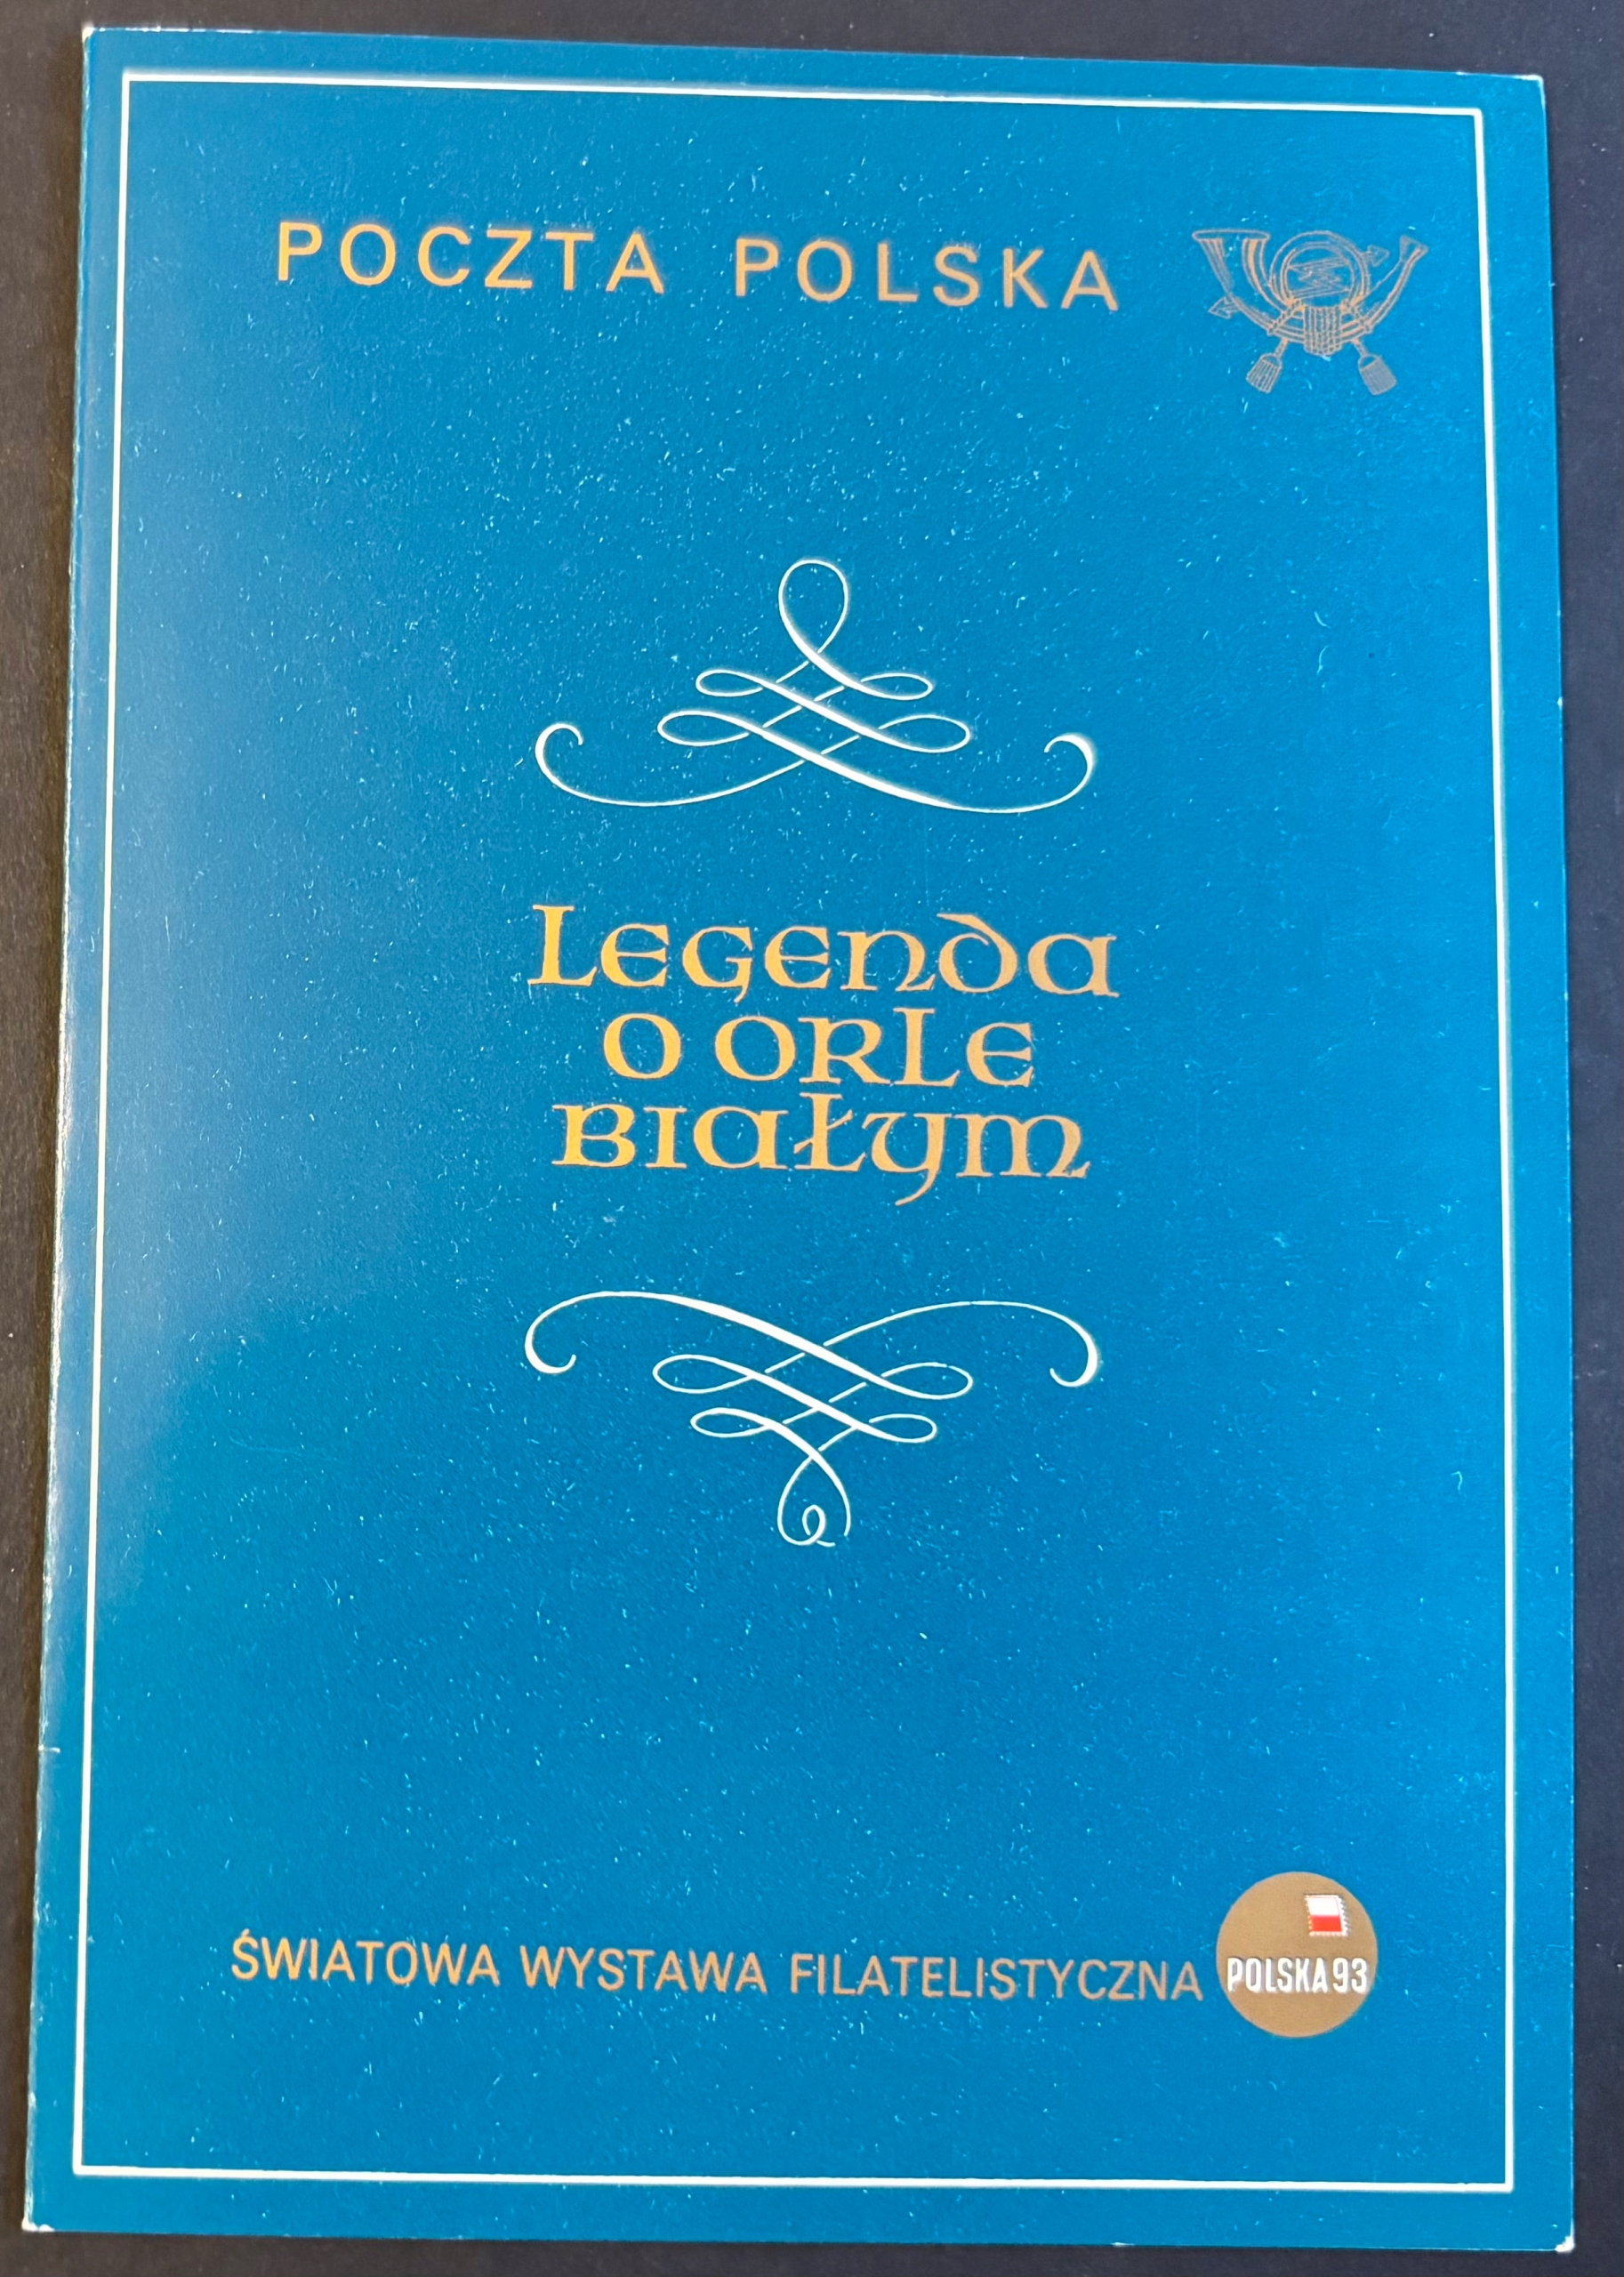 POCZTA POLSKA
LEGENDA
O ORLE
BIAŁYM
ŚWIATOWA WYSTAWA FILATELISTYCZNA
POLSKA 93